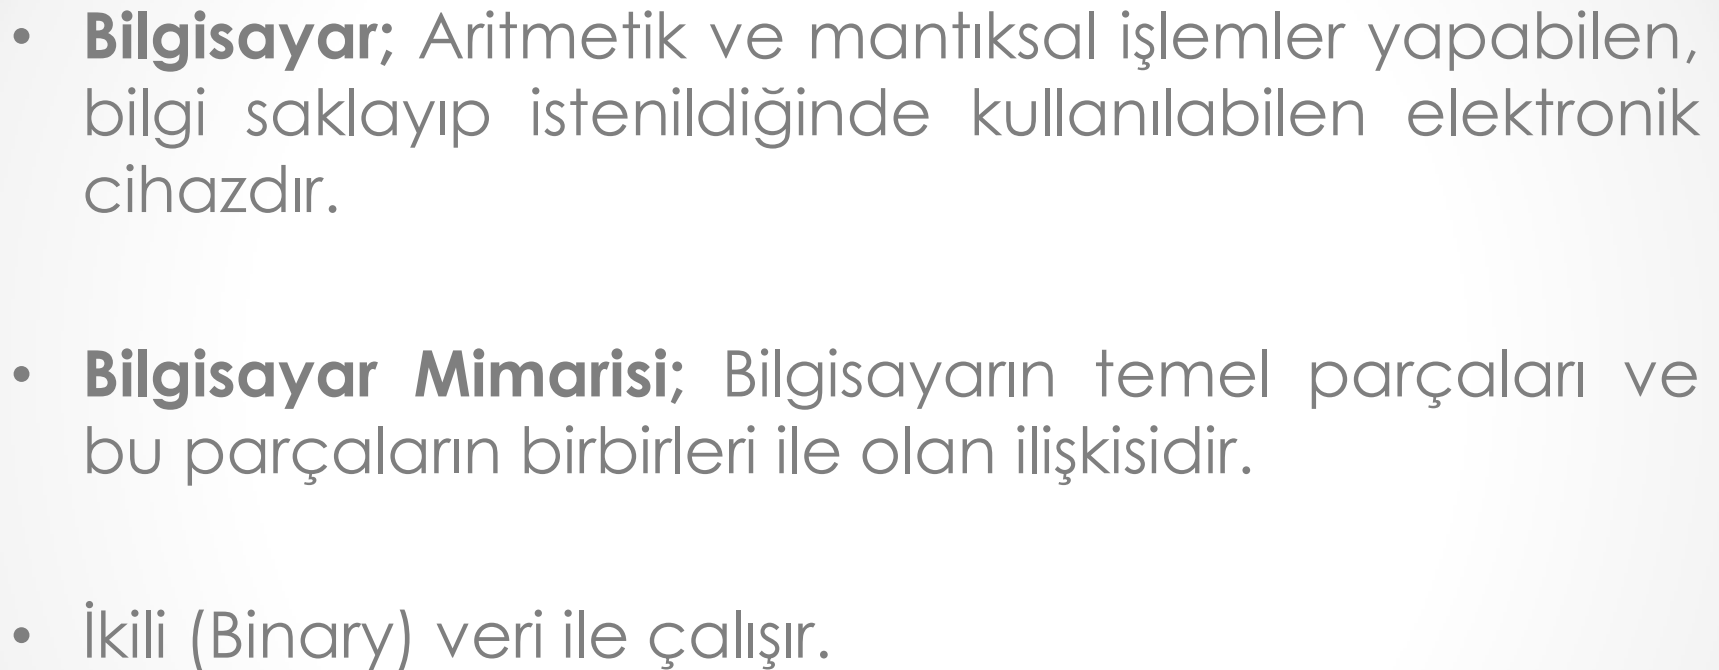 • Bilgisayar; Aritmetik ve mantıksal işlemler yapabilen,
bilgi saklayıp istenildiğinde kullanılabilen elektronik
cihazdır.
• Bilgisayar Mimarisi; Bilgisayarın temel parçaları ve
bu parçaların birbirleri ile olan ilişkisidir.
• İkili (Binary) veri ile çalışır.